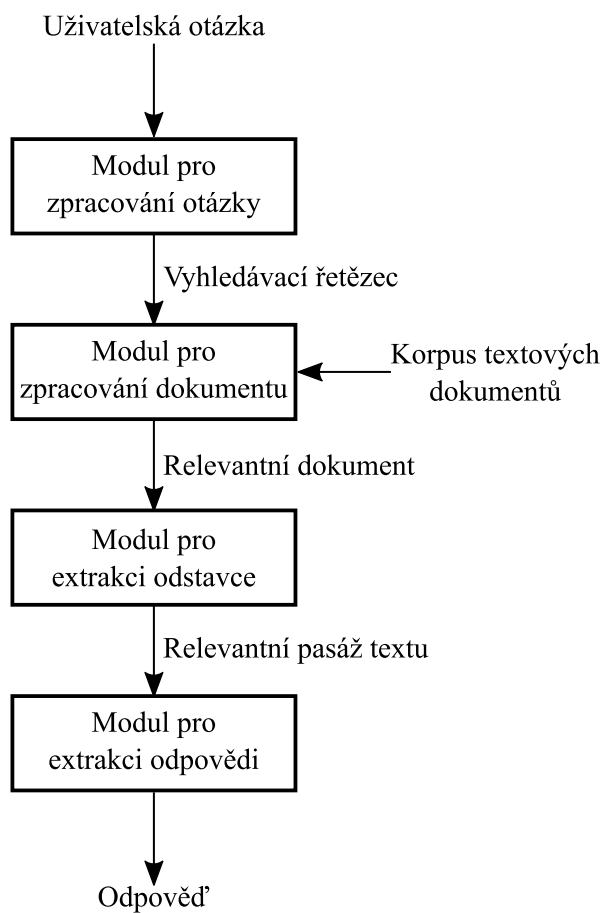 Uživatelská otázka
Modul pro
zpracování otázky
Vyhledávací řetězec
Modul pro
zpracování dokumentu
Korpus textových
dokumentů
Relevantní dokument
Modul pro
extrakci odstavce
Relevantní pasáž textu
Modul pro
extrakci odpovědi
Odpověď